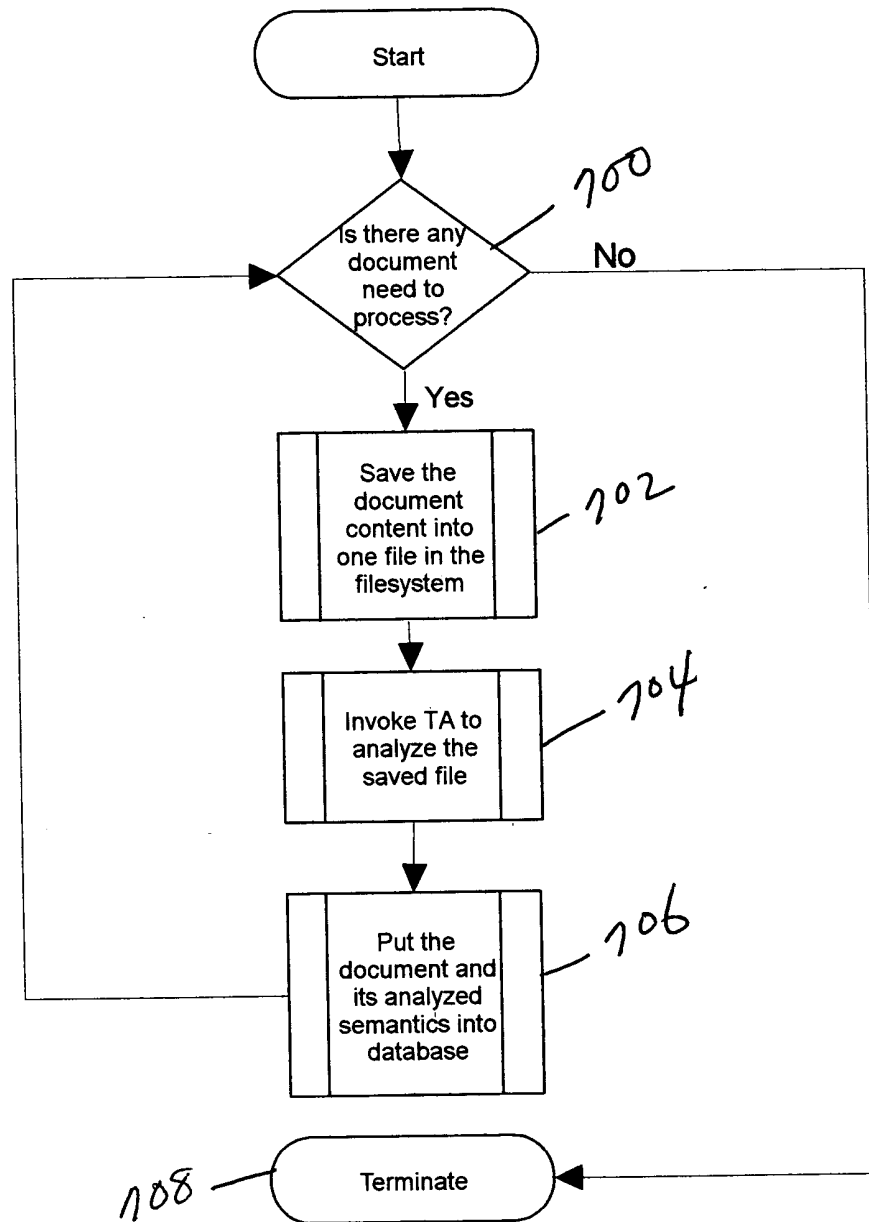 Start
700
Is there any
document
need to
process?
No
Yes
Save the
document
content into
one file in the
filesystem
702
Invoke TA to
analyze the
saved file
704
Put the
document and
its analyzed
semantics into
database
706
Terminate
708